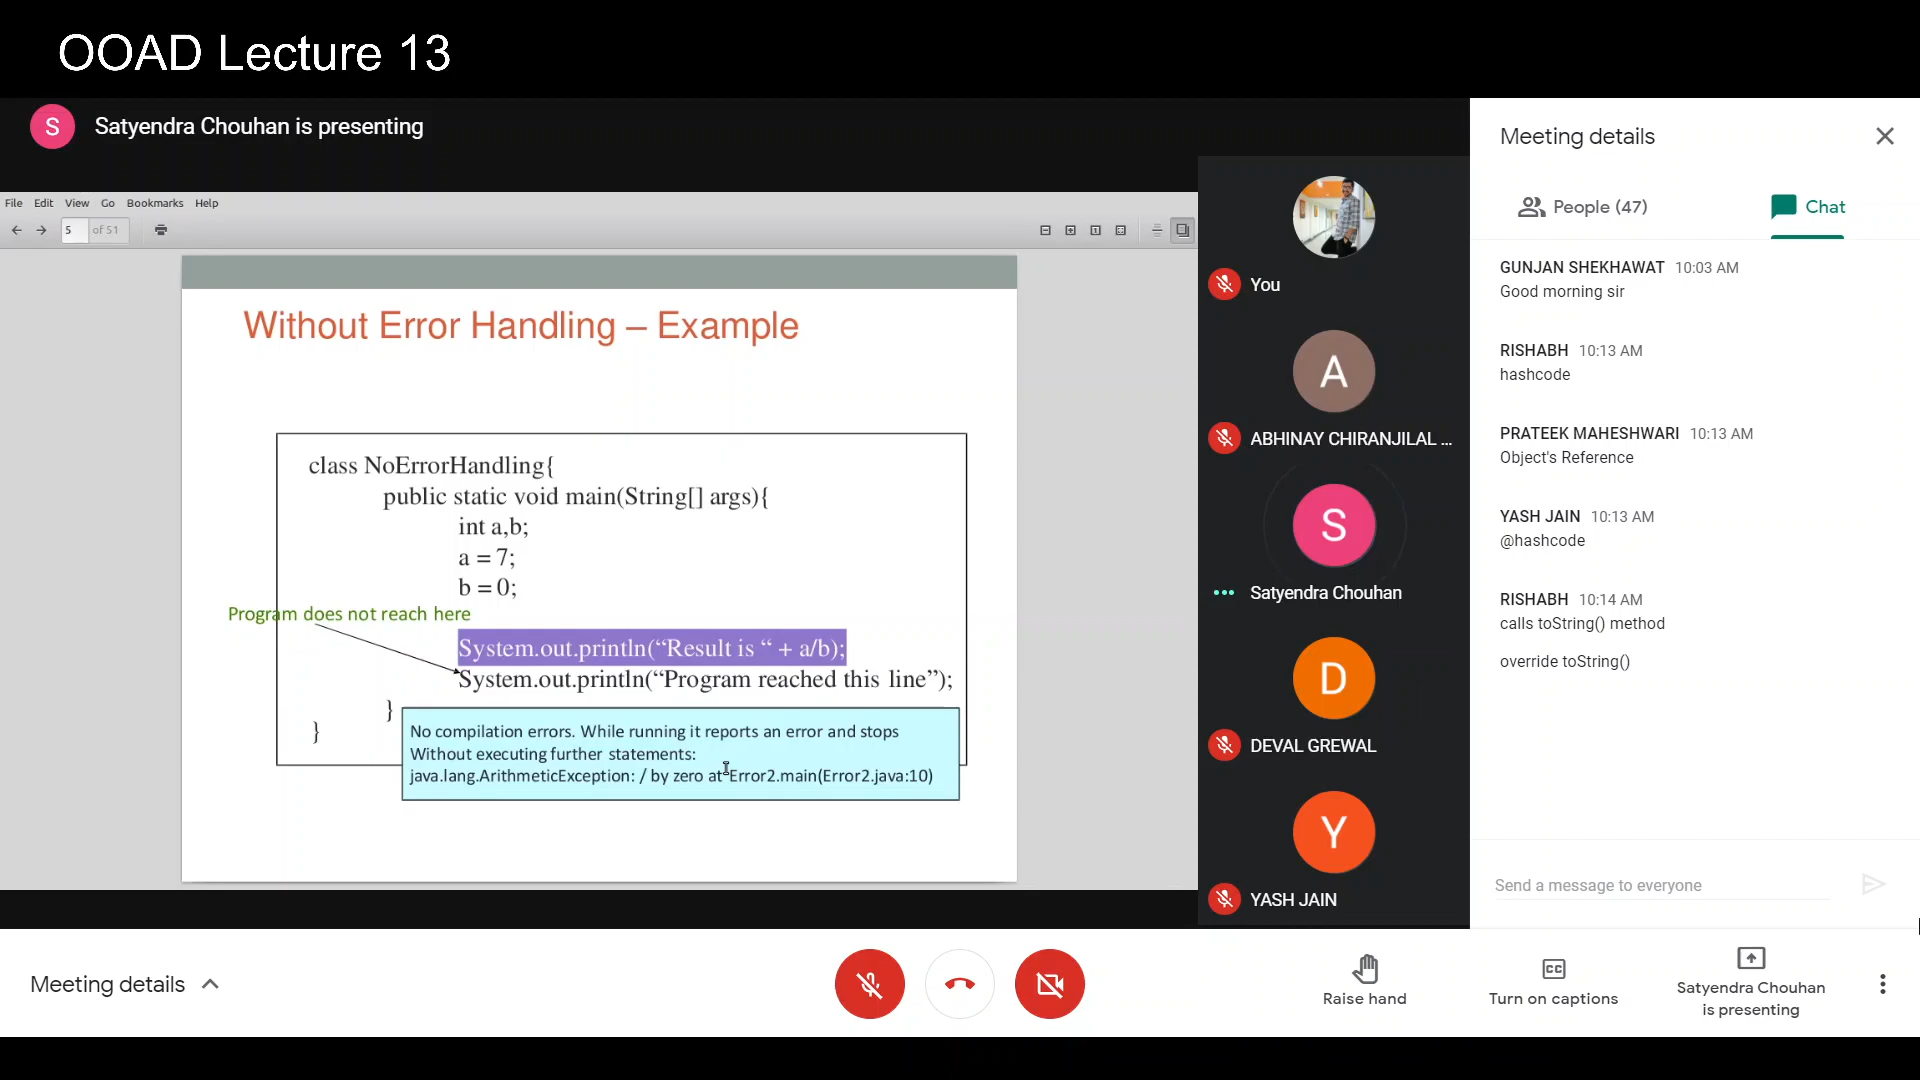 OOAD Lecture 13
S
Satyendra Chouhan is presenting
File Edit View Go Bookmarks Help
5 of 51
Without Error Handling – Example
class NoErrorHandling{
public static void main(String[] args){
int a,b;
a = 7;
b = 0;
Program does not reach here
System.out.println(“Result is “ + a/b);
System.out.println(“Program reached this line”);
}
}
No compilation errors. While running it reports an error and stops
Without executing further statements:
java.lang.ArithmeticException: / by zero at Error2.main(Error2.java:10)
You
A
ABHINAY CHIRANJILAL ...
S
Satyendra Chouhan
D
DEVAL GREWAL
Y
YASH JAIN
Meeting details
People (47) Chat
GUNJAN SHEKHAWAT 10:03 AM
Good morning sir
RISHABH 10:13 AM
hashcode
PRATEEK MAHESHWARI 10:13 AM
Object's Reference
YASH JAIN 10:13 AM
@hashcode
RISHABH 10:14 AM
calls toString() method
override toString()
Send a message to everyone
Meeting details
Raise hand
CC
Turn on captions
Satyendra Chouhan
is presenting